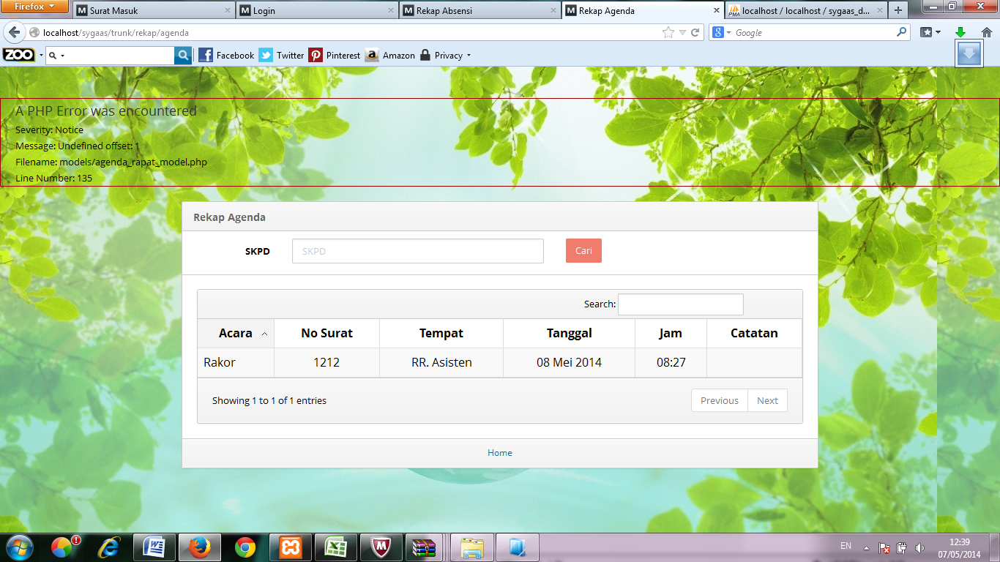 Firefox
Surat Masuk
Login
Rekap Absensi
Rekap Agenda
PMA localhost / localhost / sygaas_d...
localhost/sygaas/trunk/rekap/agenda
Google
ZOO
Facebook
Twitter
Pinterest
Amazon
Privacy
A PHP Error was encountered
Severity: Notice
Message: Undefined offset: 1
Filename: models/agenda_rapat_model.php
Line Number: 135
Rekap Agenda
SKPD SKPD Cari
Search:
Acara No Surat Tempat Tanggal Jam Catatan
Rakor 1212 RR. Asisten 08 Mei 2014 08:27
Showing 1 to 1 of 1 entries Previous Next
Home
EN 12:39
07/05/2014